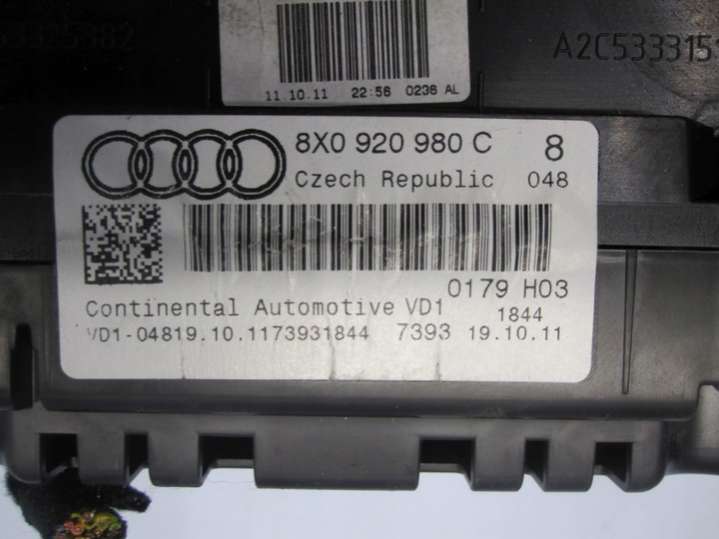 A2C533315
11.10.11 22:56 0236 AL
8X0 920 980 C 8
Czech Republic 048
0179 H03
Continental Automotive VD1 1844
VD1-04819.10.1173931844 7393 19.10.11